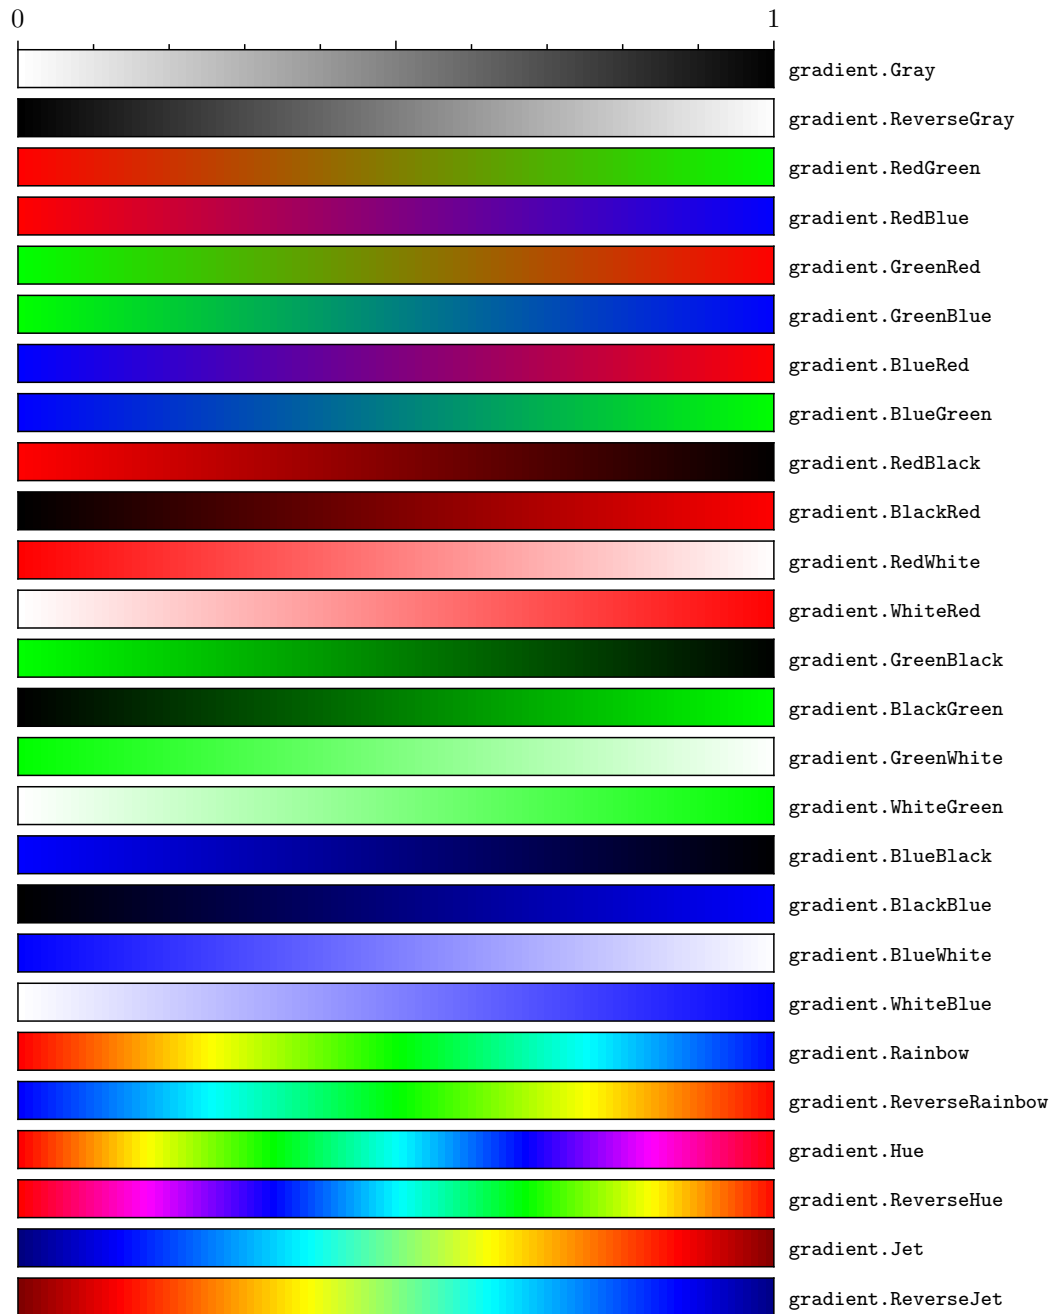 0 1
gradient.Gray
gradient.ReverseGray
gradient.RedGreen
gradient.RedBlue
gradient.GreenRed
gradient.GreenBlue
gradient.BlueRed
gradient.BlueGreen
gradient.RedBlack
gradient.BlackRed
gradient.RedWhite
gradient.WhiteRed
gradient.GreenBlack
gradient.BlackGreen
gradient.GreenWhite
gradient.WhiteGreen
gradient.BlueBlack
gradient.BlackBlue
gradient.BlueWhite
gradient.WhiteBlue
gradient.Rainbow
gradient.ReverseRainbow
gradient.Hue
gradient.ReverseHue
gradient.Jet
gradient.ReverseJet